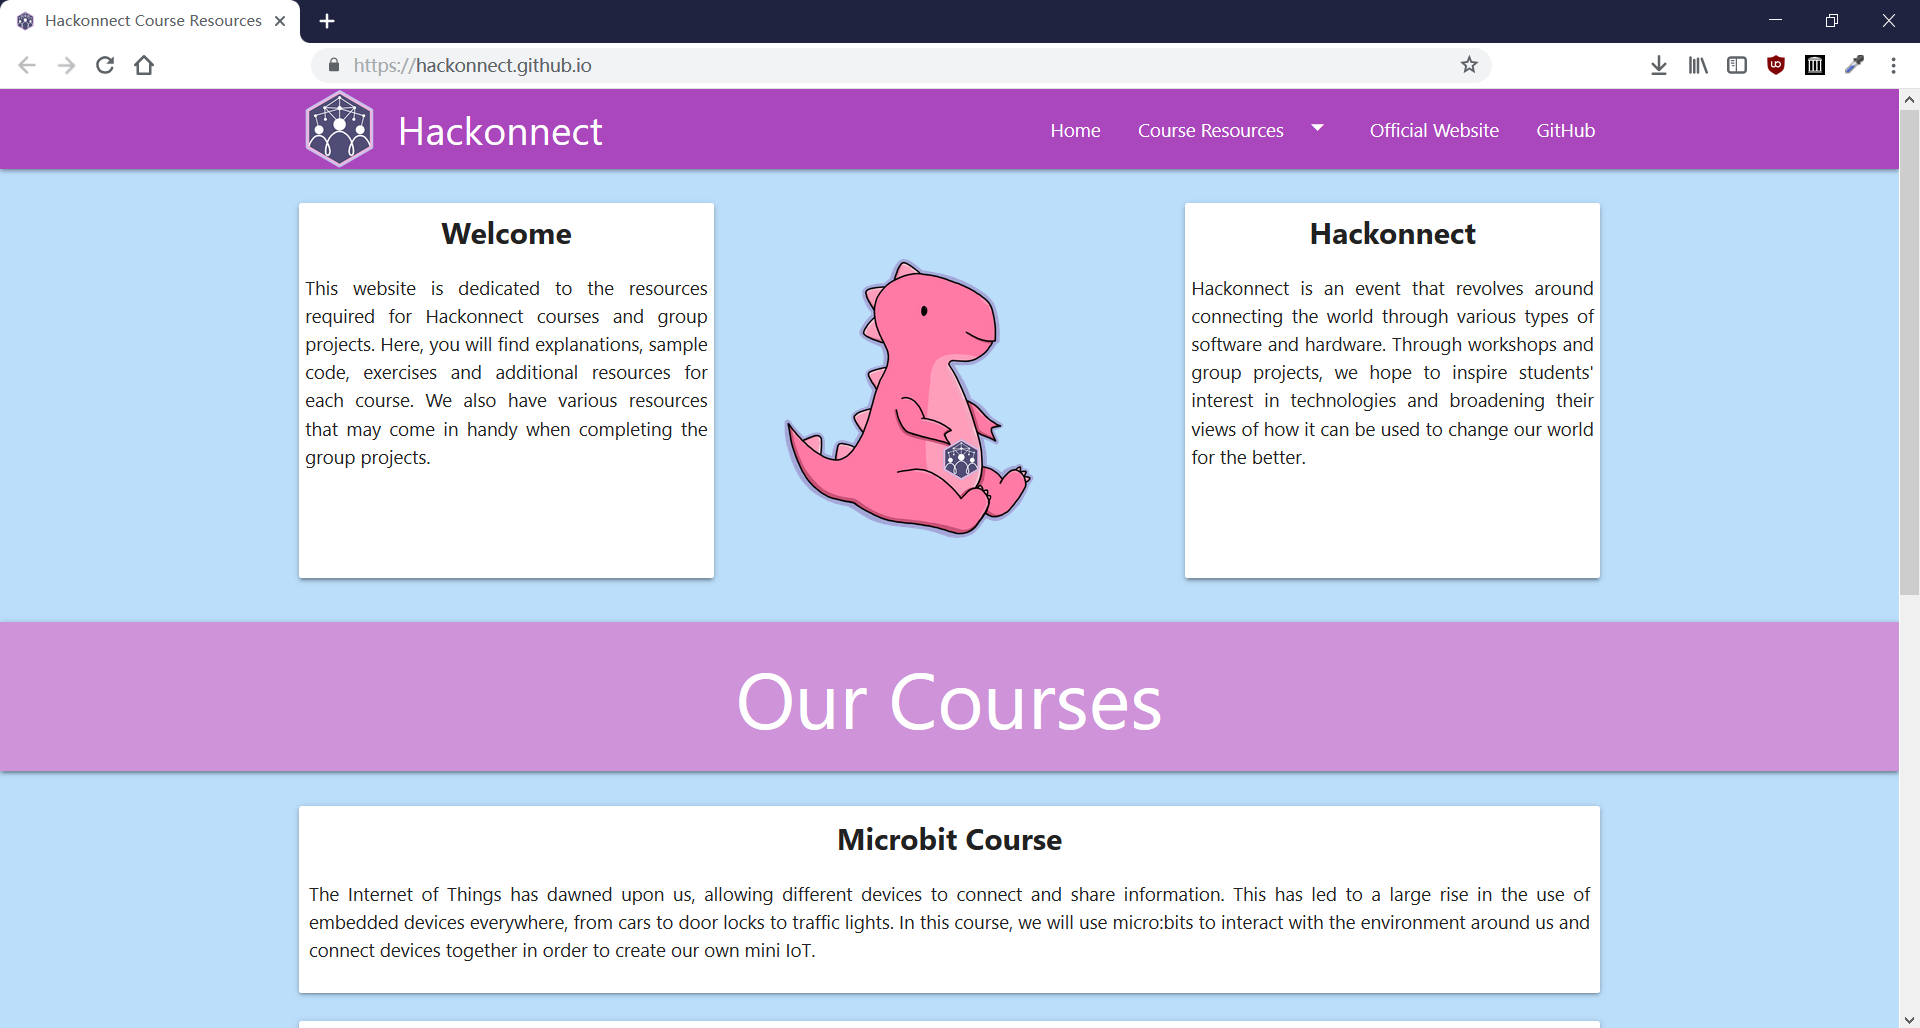 Hackonnect Course Resources
https://hackonnect.github.io
Hackonnect
Home
Course Resources
Official Website
GitHub
Welcome
This website is dedicated to the resources
required for Hackonnect courses and group
projects. Here, you will find explanations, sample
code, exercises and additional resources for
each course. We also have various resources
that may come in handy when completing the
group projects.
Hackonnect
Hackonnect is an event that revolves around
connecting the world through various types of
software and hardware. Through workshops and
group projects, we hope to inspire students'
interest in technologies and broadening their
views of how it can be used to change our world
for the better.
Our Courses
Microbit Course
The Internet of Things has dawned upon us, allowing different devices to connect and share information. This has led to a large rise in the use of
embedded devices everywhere, from cars to door locks to traffic lights. In this course, we will use micro:bits to interact with the environment around us and
connect devices together in order to create our own mini IoT.